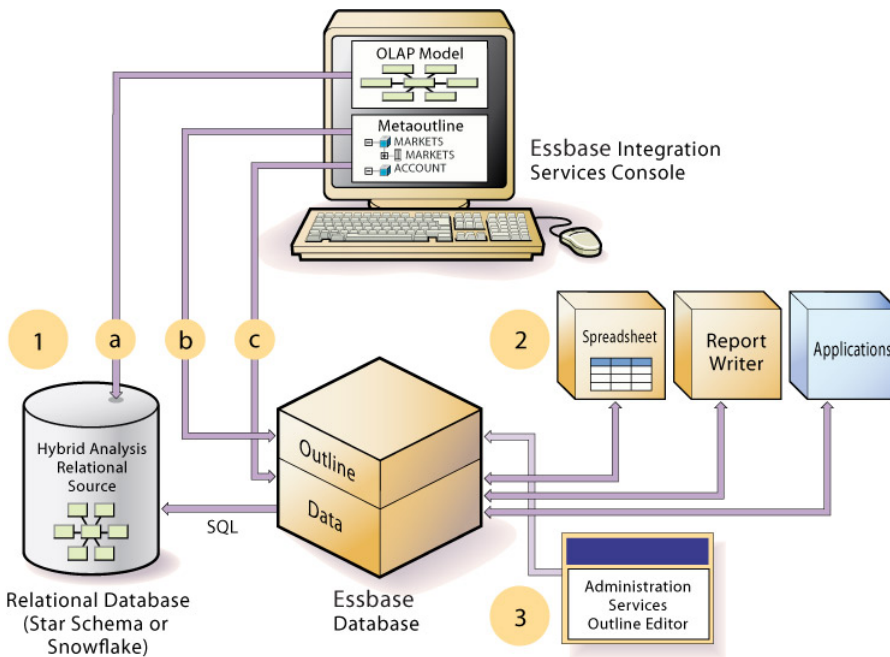 OLAP Model
Metaoutline
MARKETS
MARKETS
ACCOUNT
Essbase Integration
Services Console
1
a
b
c
2
Spreadsheet
Report
Writer
Applications
Hybrid Analysis
Relational
Source
Outline
Data
SQL
Relational Database
(Star Schema or
Snowflake)
Essbase
Database
3
Administration
Services
Outline Editor